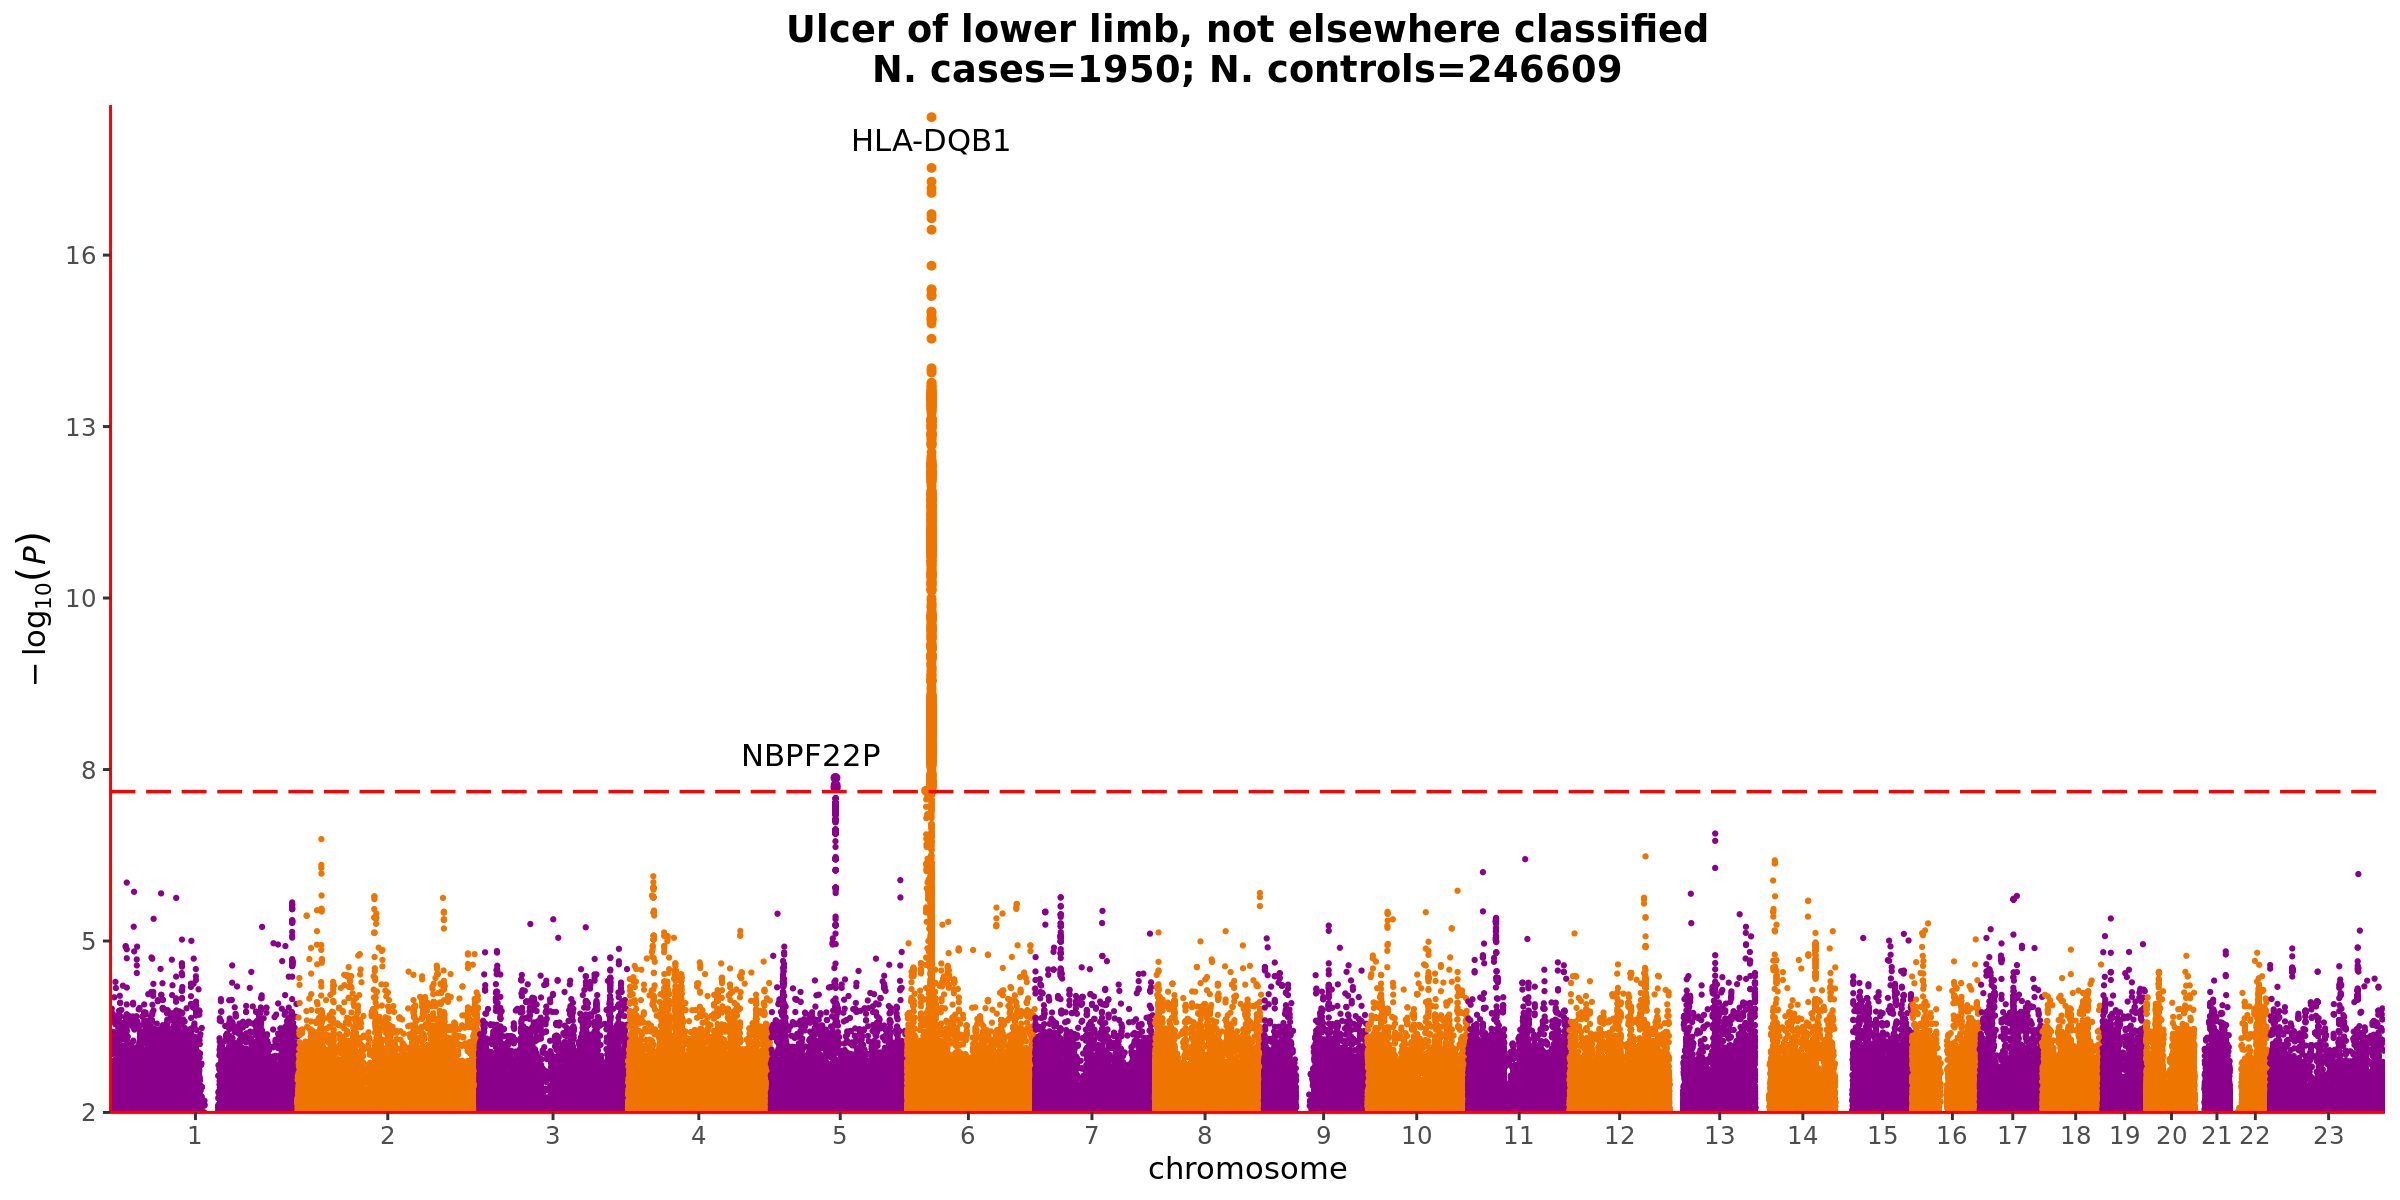 Ulcer of lower limb, not elsewhere classified
N. cases=1950; N. controls=246609
HLA-DQB1
NBPF22P
16
13
10
8
5
2
−log10(P)
1 2 3 4 5 6 7 8 9 10 11 12 13 14 15 16 17 18 19 20 21 22 23
chromosome